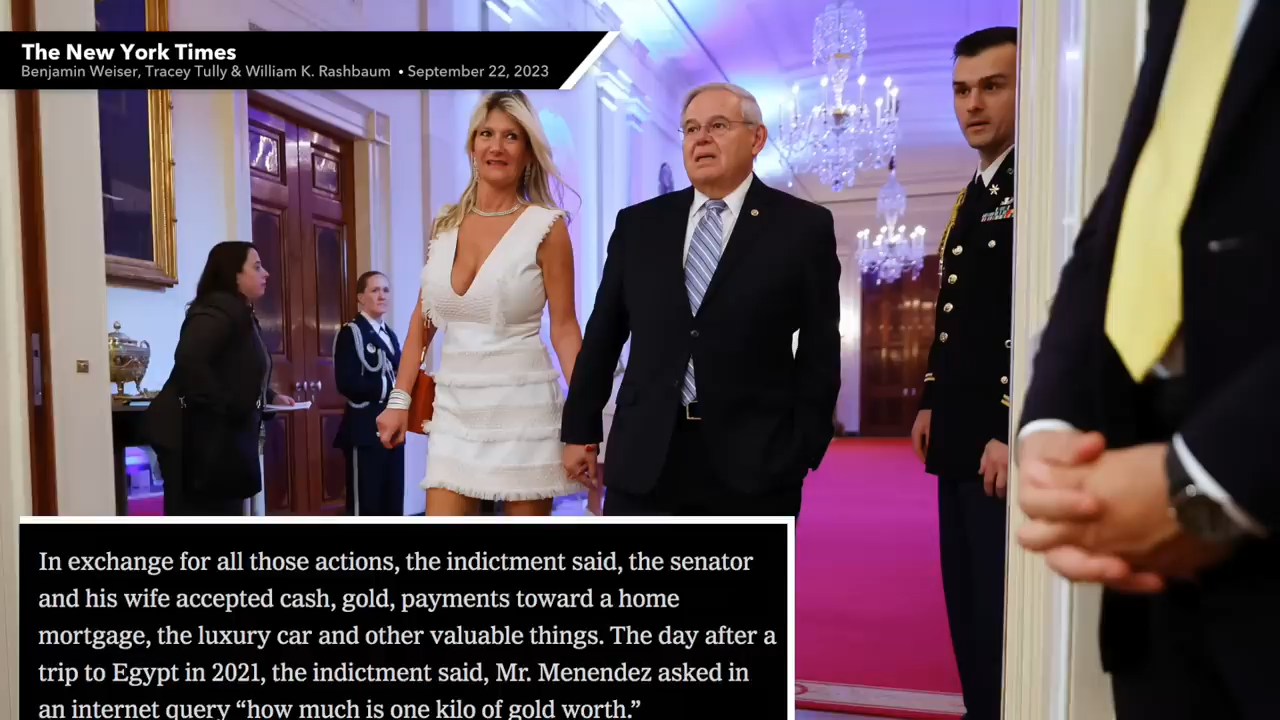 The New York Times
Benjamin Weiser, Tracey Tully & William K. Rashbaum • September 22, 2023
In exchange for all those actions, the indictment said, the senator
and his wife accepted cash, gold, payments toward a home
mortgage, the luxury car and other valuable things. The day after a
trip to Egypt in 2021, the indictment said, Mr. Menendez asked in
an internet query “how much is one kilo of gold worth.”